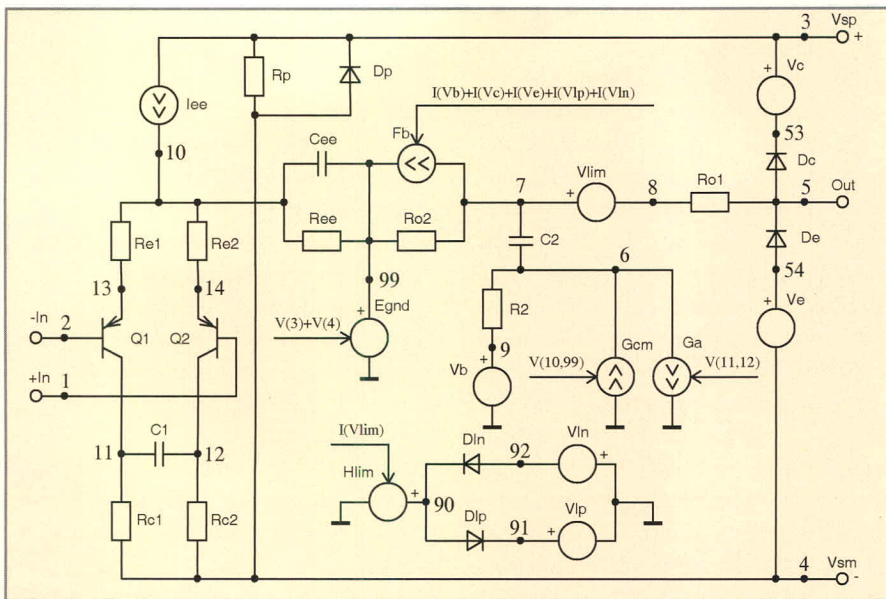 3
Vsp
+
Rp
Dp
Iee
I(Vb)+I(Vc)+I(Ve)+I(Vlp)+I(Vln)
+
Vc
53
10
Cee
Fb
Dc
7
Vlim
8
Ro1
5
Out
+
Re1
Re2
Ree
Ro2
C2
De
99
6
54
13
14
Egnd
R2
+
Ve
-In
2
Q1
Q2
V(3)+V(4)
+
9
Gcm
Ga
+In
1
Vb
+
V(10,99)
V(11,12)
C1
I(Vlim)
Dln
92
Vln
11
12
Hlim
+
+
90
Rc1
Rc2
Dlp
91
Vlp
+
4
Vsm
-